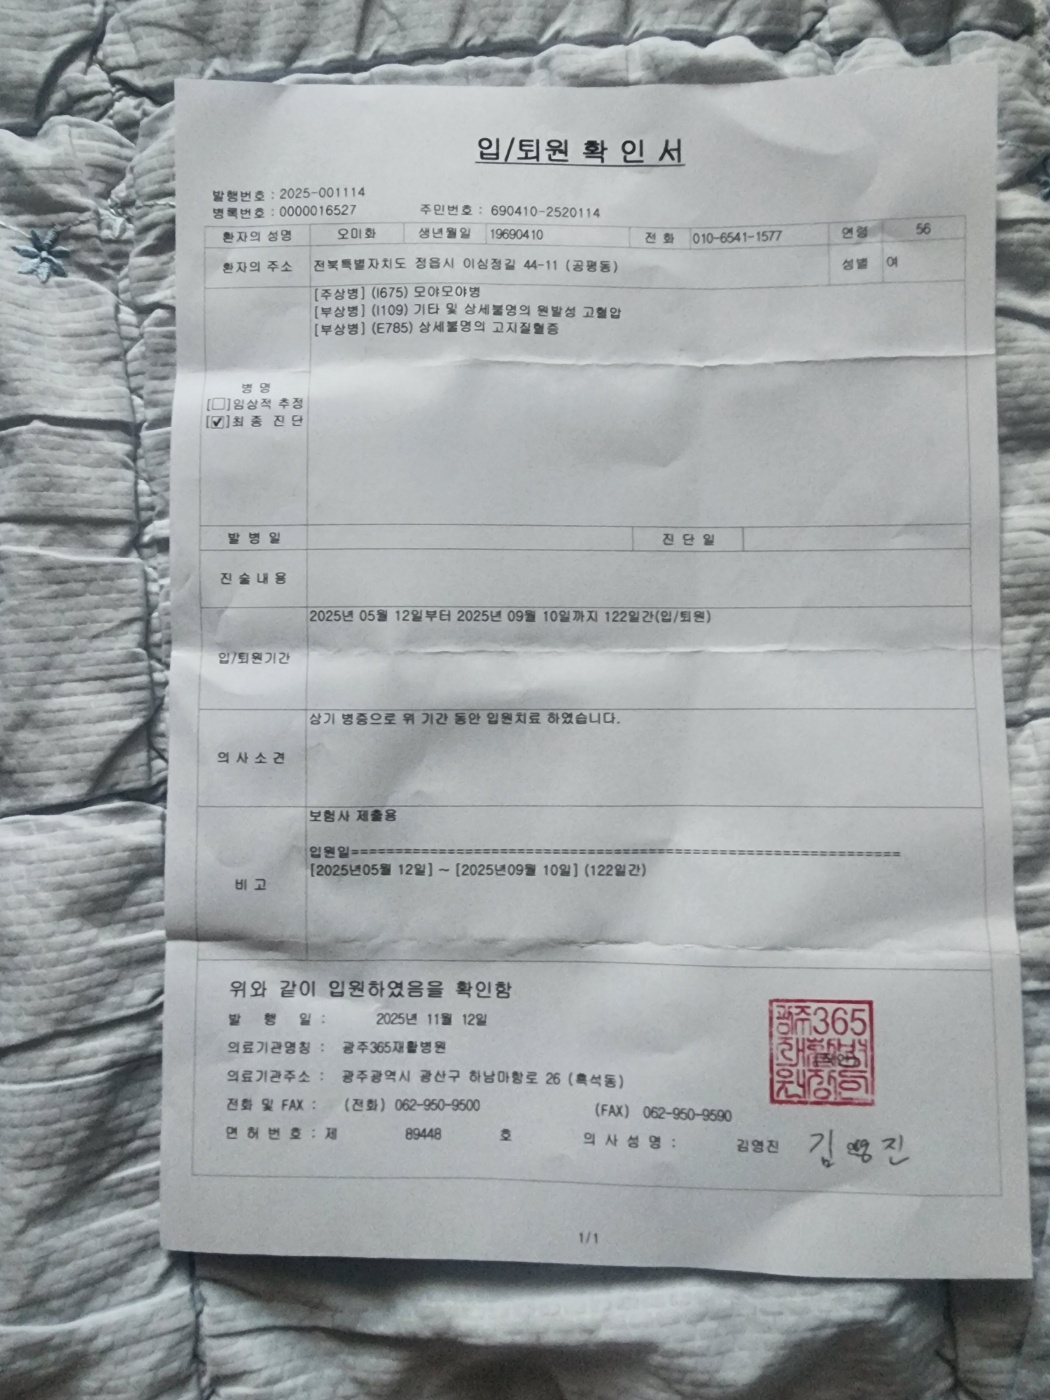 입/퇴원 확 인 서
발행번호 : 2025-001114
병록번호 : 0000016527 주민번호 : 690410-2520114
환자의 성명 오미화 생년월일 19690410 전 화 010-6541-1577 연령 56
환자의 주소 전북특별자치도 정읍시 이심정길 44-11 (공평동) 성별 여
[주상병] (I675) 모야모야병
[부상병] (I109) 기타 및 상세불명의 원발성 고혈압
[부상병] (E785) 상세불명의 고지질혈증
병 명
[ ]임상적 추정
[✔]최 종 진 단
발 병 일 진 단 일
진 술 내 용
2025년 05월 12일부터 2025년 09월 10일까지 122일간(입/퇴원)
입/퇴원기간
상기 병증으로 위 기간 동안 입원치료 하였습니다.
의 사 소 견
보험사 제출용
입원일==============================================================
[2025년05월 12일] ~ [2025년09월 10일] (122일간)
비 고
위와 같이 입원하였음을 확인함
발 행 일 : 2025년 11월 12일
의료기관명칭 : 광주365재활병원
의료기관주소 : 광주광역시 광산구 하남마항로 26 (흑석동)
전화 및 FAX : (전화) 062-950-9500 (FAX) 062-950-9590
면 허 번 호 : 제 89448 호 의 사 성 명 : 김영진 김영진
광주365
1/1